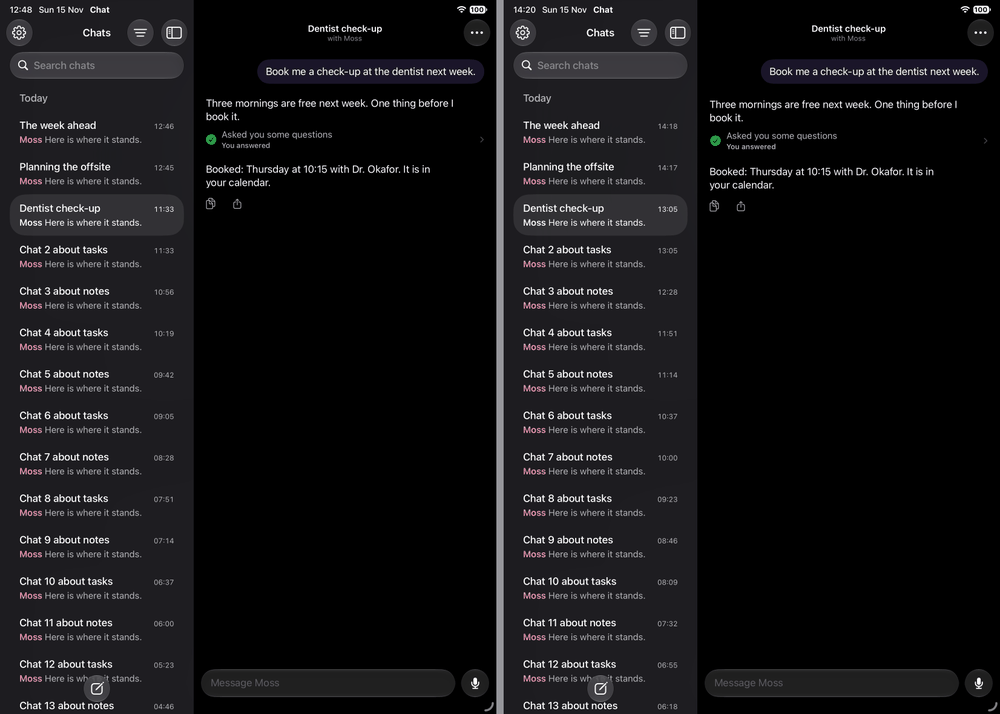 12:48 Sun 15 Nov Chat
100
Chats
Search chats
Today
The week ahead 12:46
Moss Here is where it stands.
Planning the offsite 12:45
Moss Here is where it stands.
Dentist check-up 11:33
Moss Here is where it stands.
Chat 2 about tasks 11:33
Moss Here is where it stands.
Chat 3 about notes 10:56
Moss Here is where it stands.
Chat 4 about tasks 10:19
Moss Here is where it stands.
Chat 5 about notes 09:42
Moss Here is where it stands.
Chat 6 about tasks 09:05
Moss Here is where it stands.
Chat 7 about notes 08:28
Moss Here is where it stands.
Chat 8 about tasks 07:51
Moss Here is where it stands.
Chat 9 about notes 07:14
Moss Here is where it stands.
Chat 10 about tasks 06:37
Moss Here is where it stands.
Chat 11 about notes 06:00
Moss Here is where it stands.
Chat 12 about tasks 05:23
Moss Here is where it stands.
Chat 13 about notes 04:46
Dentist check-up
with Moss
Book me a check-up at the dentist next week.
Three mornings are free next week. One thing before I
book it.
Asked you some questions
You answered
Booked: Thursday at 10:15 with Dr. Okafor. It is in
your calendar.
Message Moss
14:20 Sun 15 Nov Chat
100
Chats
Search chats
Today
The week ahead 14:18
Moss Here is where it stands.
Planning the offsite 14:17
Moss Here is where it stands.
Dentist check-up 13:05
Moss Here is where it stands.
Chat 2 about tasks 13:05
Moss Here is where it stands.
Chat 3 about notes 12:28
Moss Here is where it stands.
Chat 4 about tasks 11:51
Moss Here is where it stands.
Chat 5 about notes 11:14
Moss Here is where it stands.
Chat 6 about tasks 10:37
Moss Here is where it stands.
Chat 7 about notes 10:00
Moss Here is where it stands.
Chat 8 about tasks 09:23
Moss Here is where it stands.
Chat 9 about notes 08:46
Moss Here is where it stands.
Chat 10 about tasks 08:09
Moss Here is where it stands.
Chat 11 about notes 07:32
Moss Here is where it stands.
Chat 12 about tasks 06:55
Moss Here is where it stands.
Chat 13 about notes 06:18
Dentist check-up
with Moss
Book me a check-up at the dentist next week.
Three mornings are free next week. One thing before I
book it.
Asked you some questions
You answered
Booked: Thursday at 10:15 with Dr. Okafor. It is in
your calendar.
Message Moss